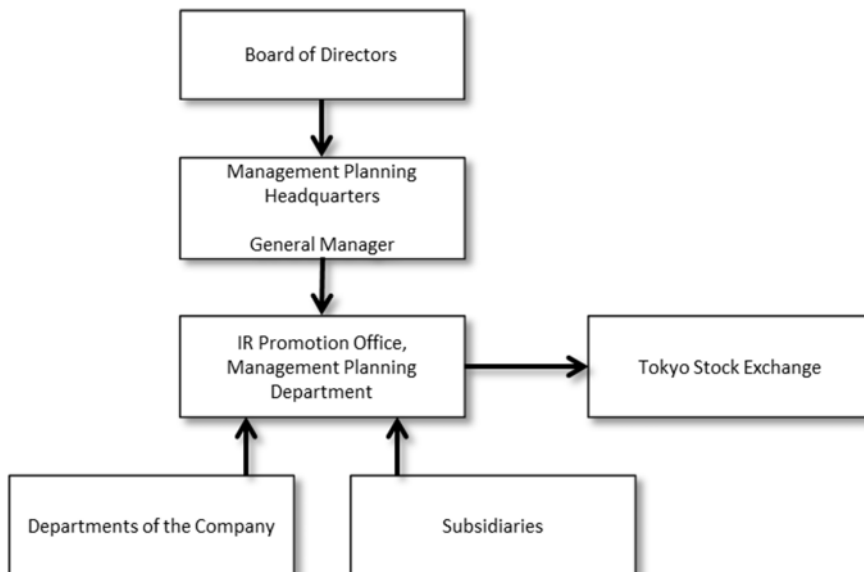 Board of Directors
Management Planning
Headquarters
General Manager
IR Promotion Office,
Management Planning
Department
Tokyo Stock Exchange
Departments of the Company
Subsidiaries